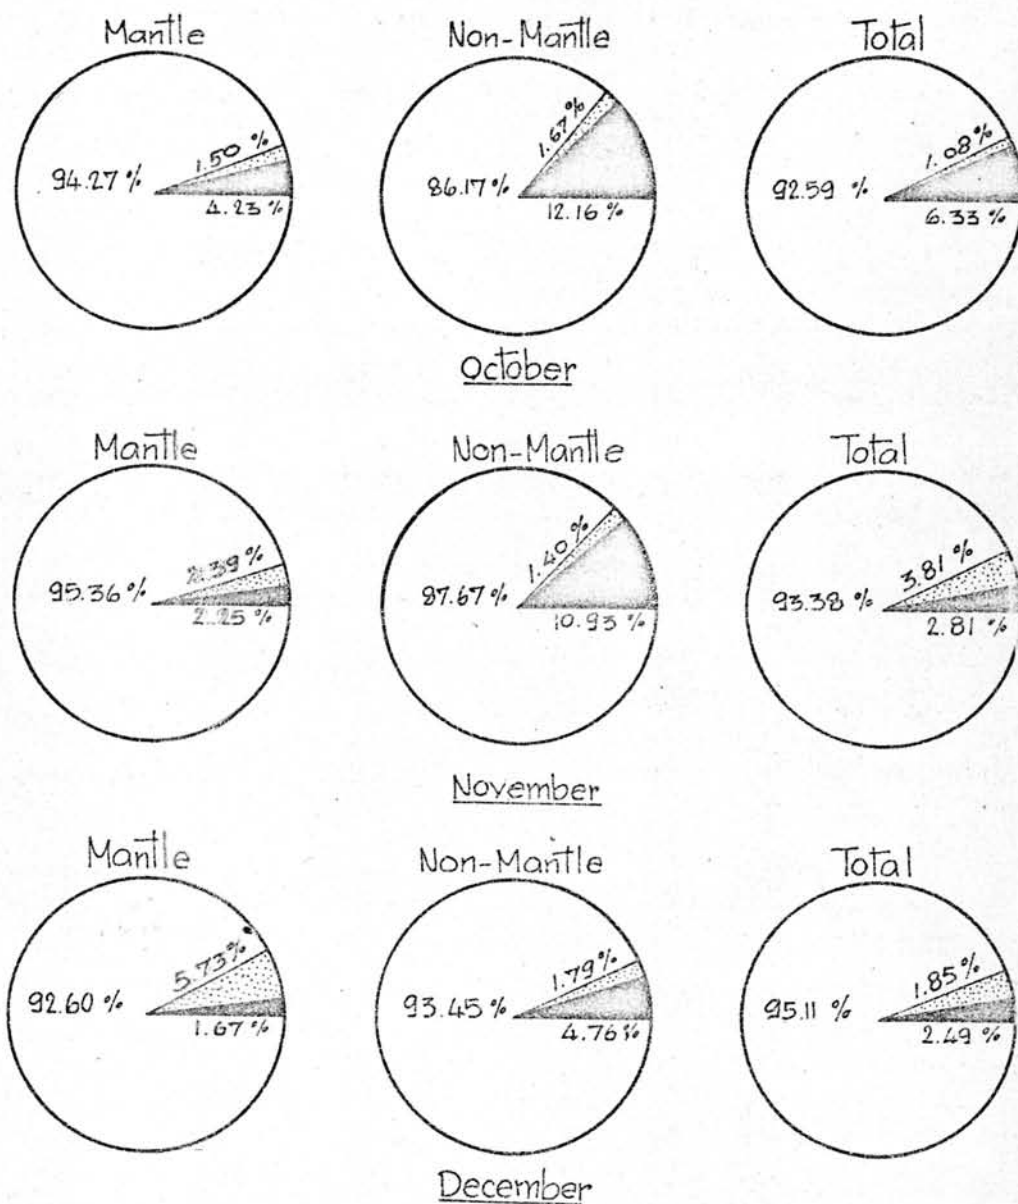 Mantle Non-Mantle Total
94.27 % 1.50 % 4.23 %
86.17 % 1.67 % 12.16 %
92.59 % 1.08 % 6.33 %
October
Mantle Non-Mantle Total
95.36 % 2.39 % 2.25 %
87.67 % 1.40 % 10.93 %
93.38 % 3.81 % 2.81 %
November
Mantle Non-Mantle Total
92.60 % 5.73 % 1.67 %
93.45 % 1.79 % 4.76 %
95.11 % 1.85 % 2.49 %
December